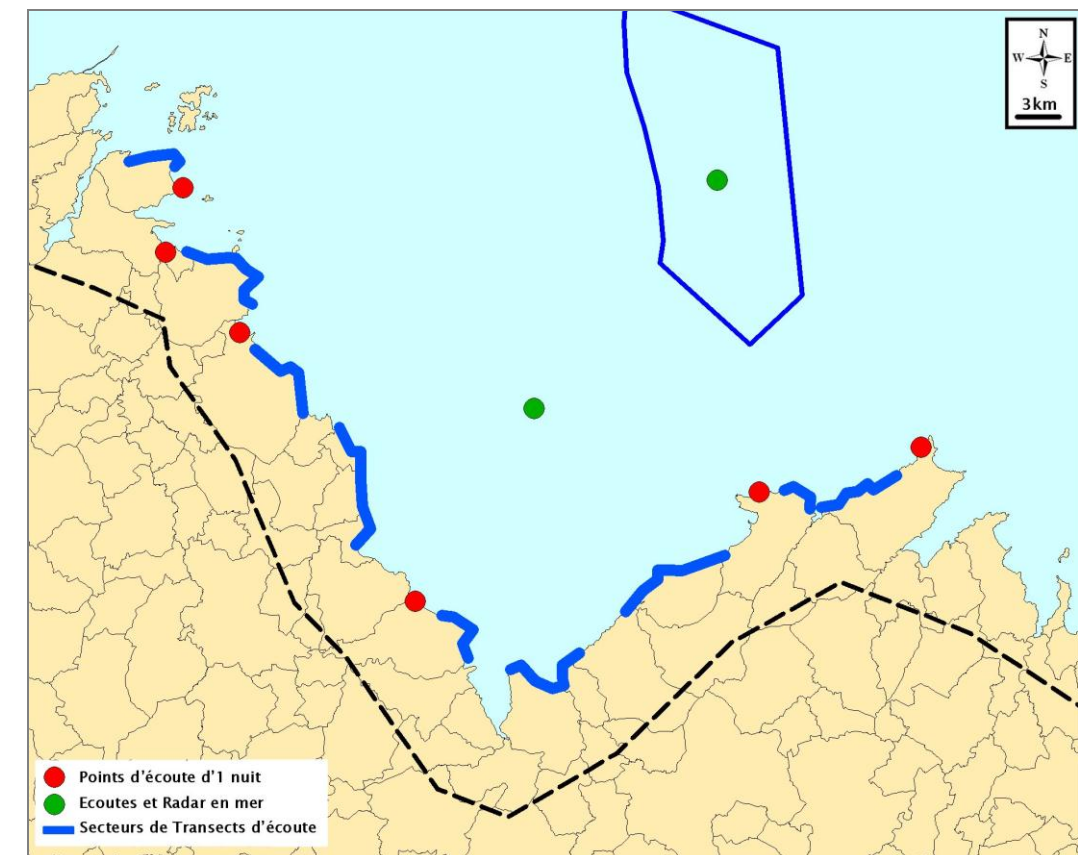 N
W E
S
3km
Points d'écoute d'1 nuit
Ecoutes et Radar en mer
Secteurs de Transects d'écoute